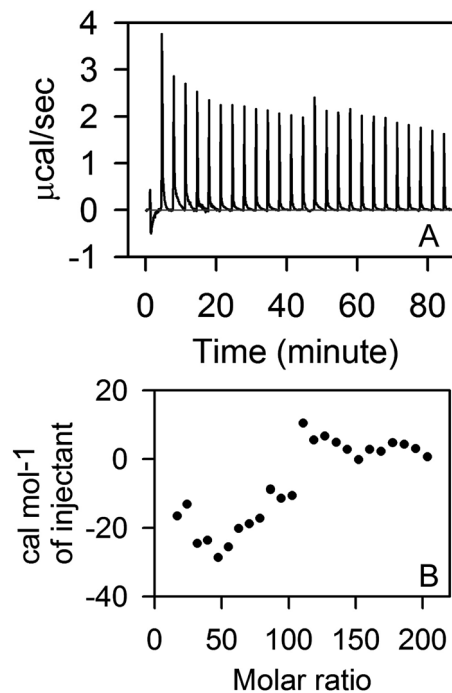 4
3
2
1
0
-1
µcal/sec
A
0 20 40 60 80
Time (minute)
20
0
-20
-40
cal mol-1
of injectant
B
0 50 100 150 200
Molar ratio